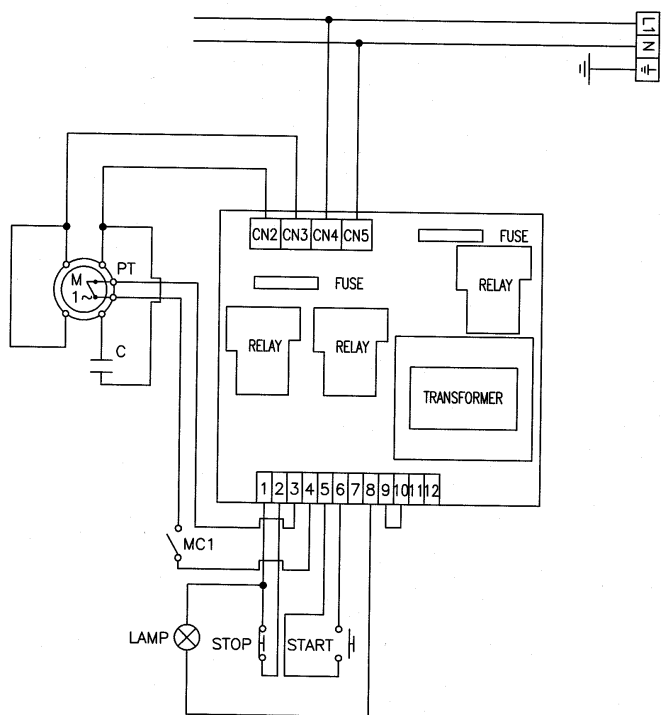 L1
N
CN2 CN3 CN4 CN5
FUSE
PT
M
1~
FUSE
RELAY
RELAY
RELAY
C
TRANSFORMER
1 2 3 4 5 6 7 8 9 10 11 12
MC1
LAMP
STOP
START